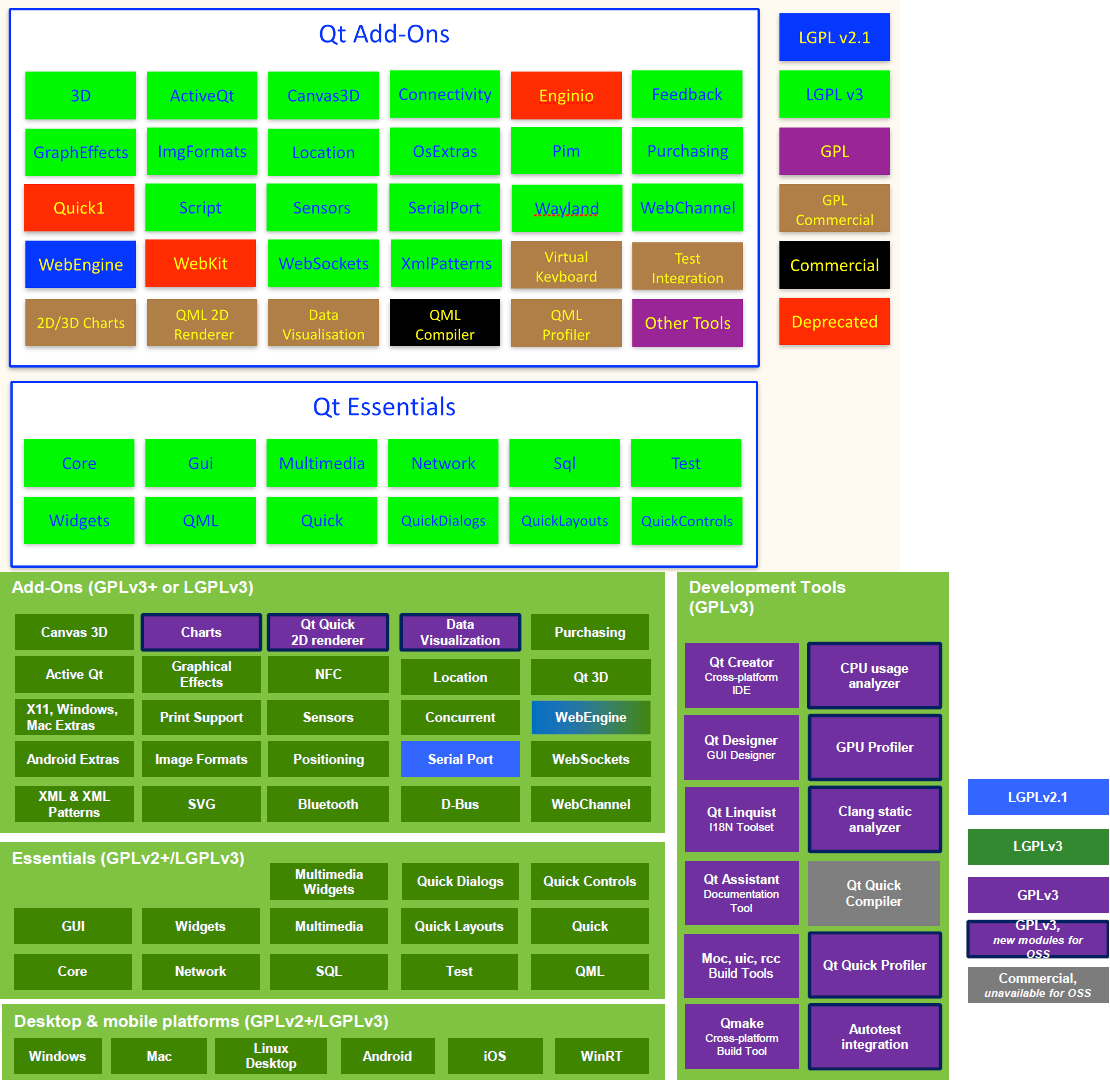 Qt Add-Ons
3D
ActiveQt
Canvas3D
Connectivity
Enginio
Feedback
GraphEffects
ImgFormats
Location
OsExtras
Pim
Purchasing
Quick1
Script
Sensors
SerialPort
Wayland
WebChannel
WebEngine
WebKit
WebSockets
XmlPatterns
Virtual
Keyboard
Test
Integration
2D/3D Charts
QML 2D
Renderer
Data
Visualisation
QML
Compiler
QML
Profiler
Other Tools
LGPL v2.1
LGPL v3
GPL
GPL
Commercial
Commercial
Deprecated
Qt Essentials
Core
Gui
Multimedia
Network
Sql
Test
Widgets
QML
Quick
QuickDialogs
QuickLayouts
QuickControls
Add-Ons (GPLv3+ or LGPLv3)
Canvas 3D
Charts
Qt Quick
2D renderer
Data
Visualization
Purchasing
Active Qt
Graphical
Effects
NFC
Location
Qt 3D
X11, Windows,
Mac Extras
Print Support
Sensors
Concurrent
WebEngine
Android Extras
Image Formats
Positioning
Serial Port
WebSockets
XML & XML
Patterns
SVG
Bluetooth
D-Bus
WebChannel
Essentials (GPLv2+/LGPLv3)
Multimedia
Widgets
Quick Dialogs
Quick Controls
GUI
Widgets
Multimedia
Quick Layouts
Quick
Core
Network
SQL
Test
QML
Desktop & mobile platforms (GPLv2+/LGPLv3)
Windows
Mac
Linux
Desktop
Android
iOS
WinRT
Development Tools
(GPLv3)
Qt Creator
Cross-platform
IDE
CPU usage
analyzer
Qt Designer
GUI Designer
GPU Profiler
Qt Linquist
I18N Toolset
Clang static
analyzer
Qt Assistant
Documentation
Tool
Qt Quick
Compiler
Moc, uic, rcc
Build Tools
Qt Quick Profiler
Qmake
Cross-platform
Build Tool
Autotest
integration
LGPLv2.1
LGPLv3
GPLv3
GPLv3,
new modules for
OSS
Commercial,
unavailable for OSS